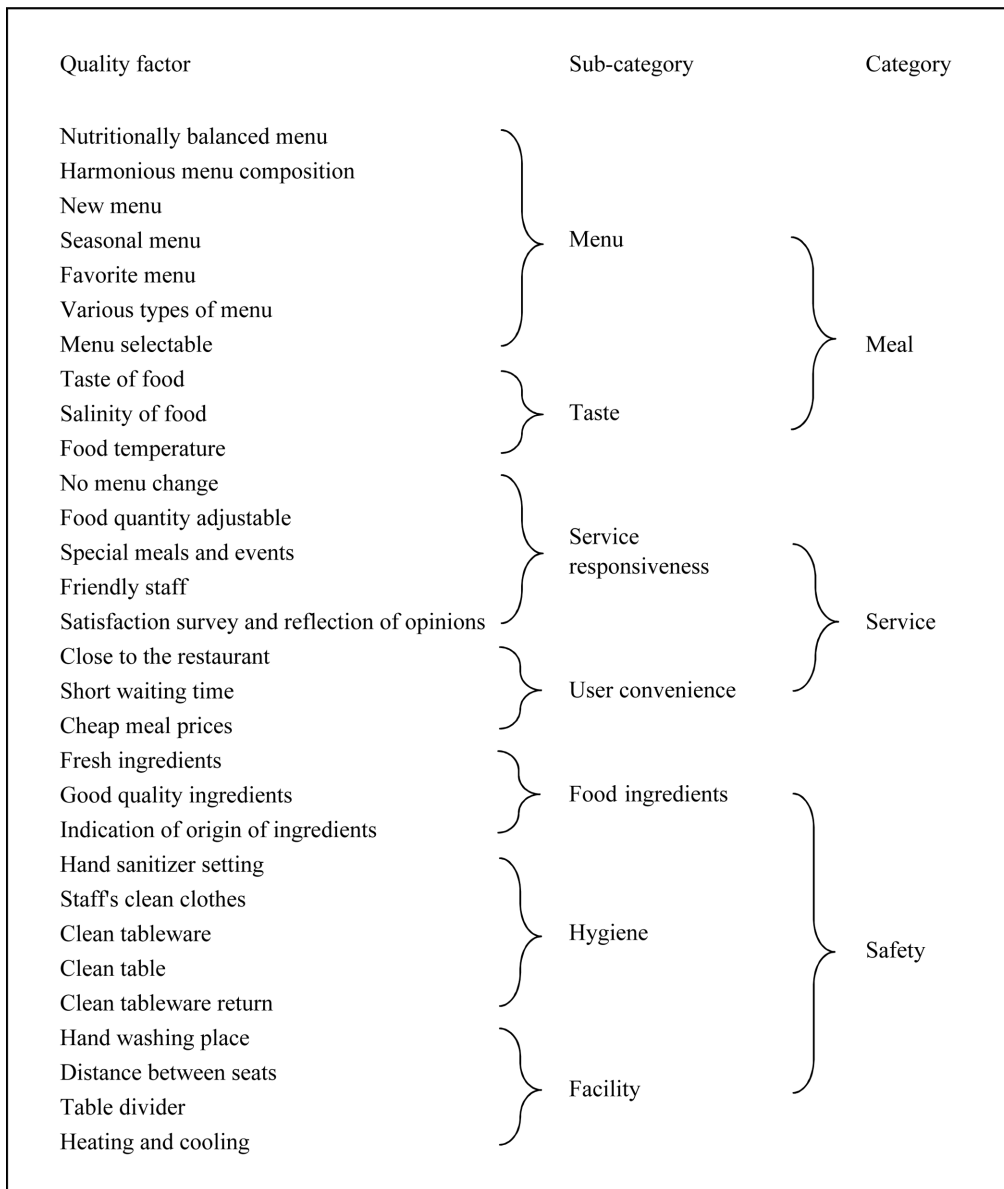 Quality factor Sub-category Category
Nutritionally balanced menu
Harmonious menu composition
New menu
Seasonal menu Menu
Favorite menu
Various types of menu
Menu selectable Meal
Taste of food
Salinity of food Taste
Food temperature
No menu change
Food quantity adjustable Service
Special meals and events responsiveness
Friendly staff
Satisfaction survey and reflection of opinions Service
Close to the restaurant
Short waiting time User convenience
Cheap meal prices
Fresh ingredients
Good quality ingredients Food ingredients
Indication of origin of ingredients
Hand sanitizer setting
Staff's clean clothes
Clean tableware Hygiene
Clean table Safety
Clean tableware return
Hand washing place
Distance between seats Facility
Table divider
Heating and cooling